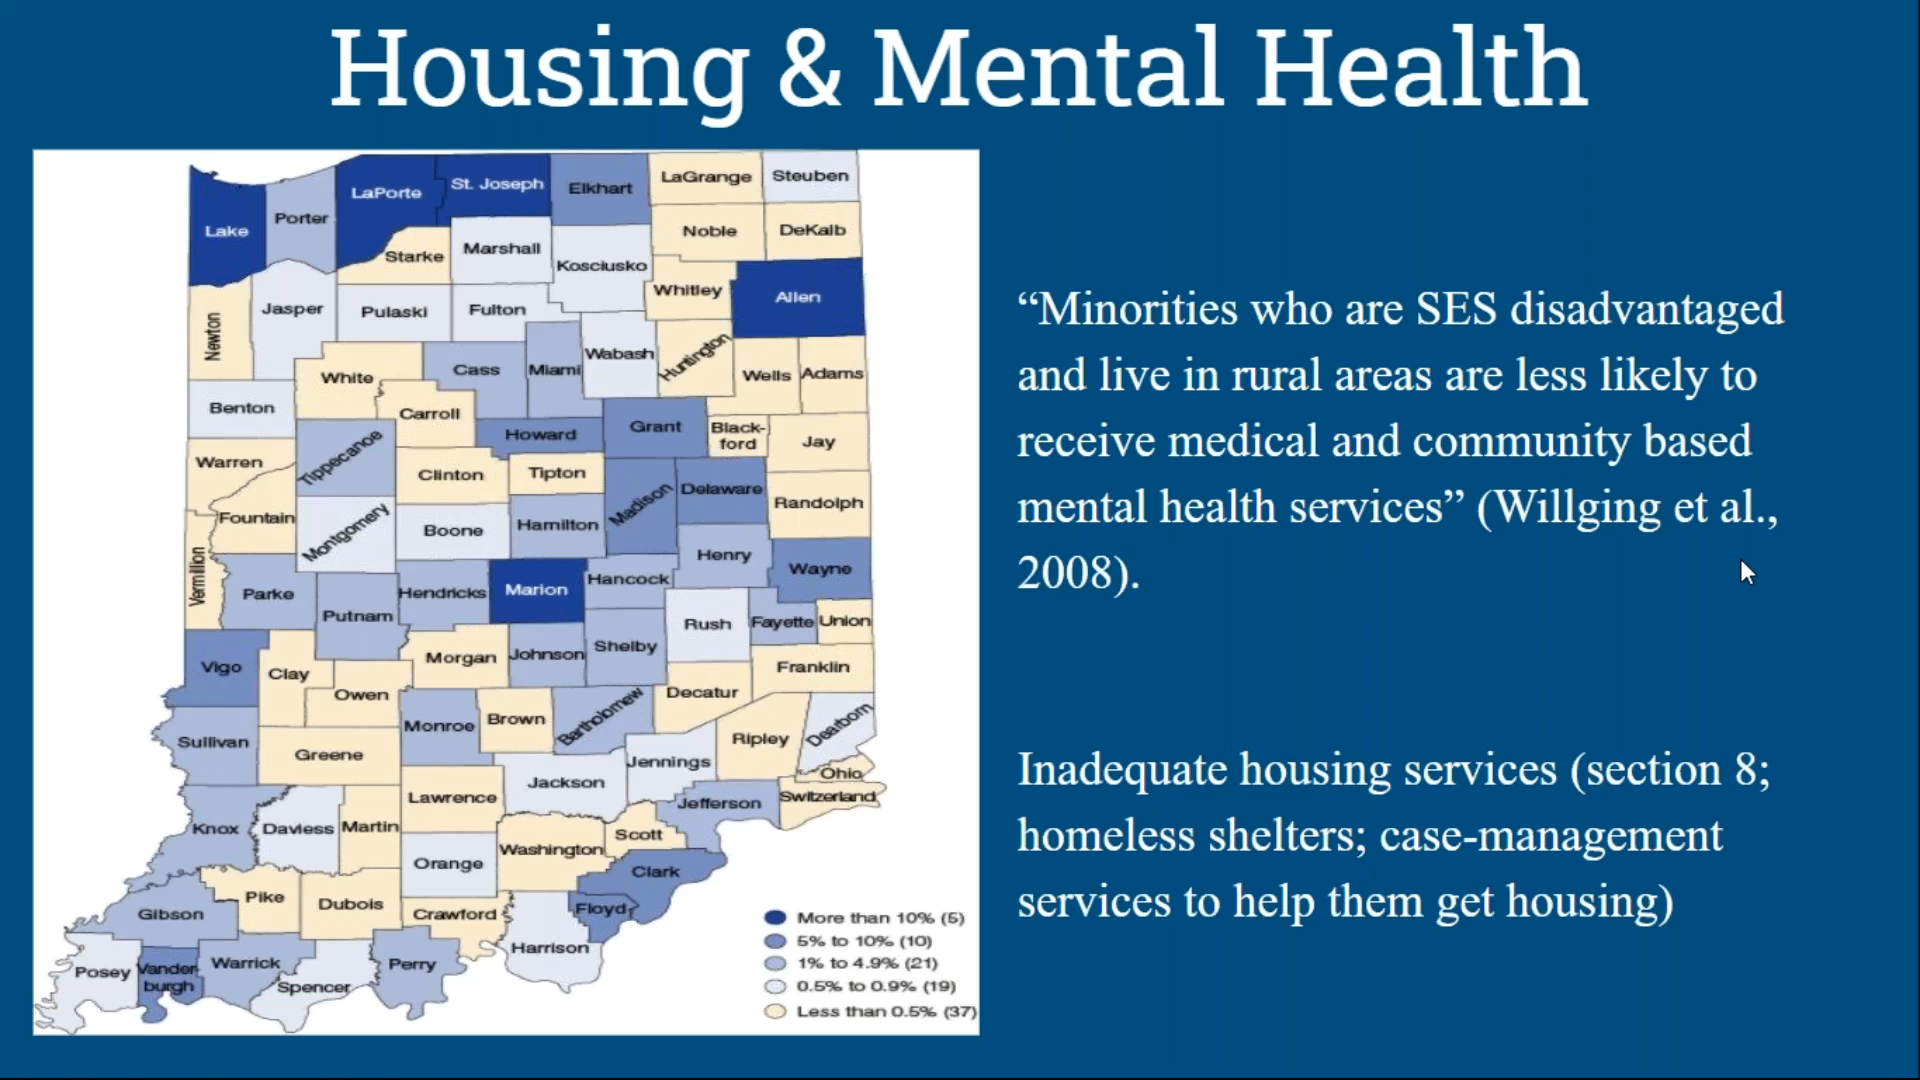 Housing & Mental Health
Lake
Porter
LaPorte
St. Joseph
Elkhart
LaGrange
Steuben
Noble
DeKalb
Starke
Marshall
Kosciusko
Whitley
Allen
Newton
Jasper
Pulaski
Fulton
Wabash
Huntington
Wells
Adams
White
Cass
Miami
Benton
Carroll
Howard
Grant
Black-
ford
Jay
Warren
Tippecanoe
Clinton
Tipton
Madison
Delaware
Randolph
Fountain
Montgomery
Boone
Hamilton
Henry
Wayne
Vermillion
Parke
Putnam
Hendricks
Marion
Hancock
Rush
Fayette
Union
Vigo
Clay
Owen
Morgan
Johnson
Shelby
Franklin
Decatur
Sullivan
Greene
Monroe
Brown
Bartholomew
Ripley
Dearborn
Jennings
Ohio
Switzerland
Jefferson
Jackson
Lawrence
Knox
Daviess
Martin
Orange
Washington
Scott
Clark
Floyd
Pike
Dubois
Crawford
Harrison
Gibson
Posey
Vander-
burgh
Warrick
Spencer
Perry
More than 10% (5)
5% to 10% (10)
1% to 4.9% (21)
0.5% to 0.9% (19)
Less than 0.5% (37)
“Minorities who are SES disadvantaged
and live in rural areas are less likely to
receive medical and community based
mental health services” (Willging et al.,
2008).
Inadequate housing services (section 8;
homeless shelters; case-management
services to help them get housing)